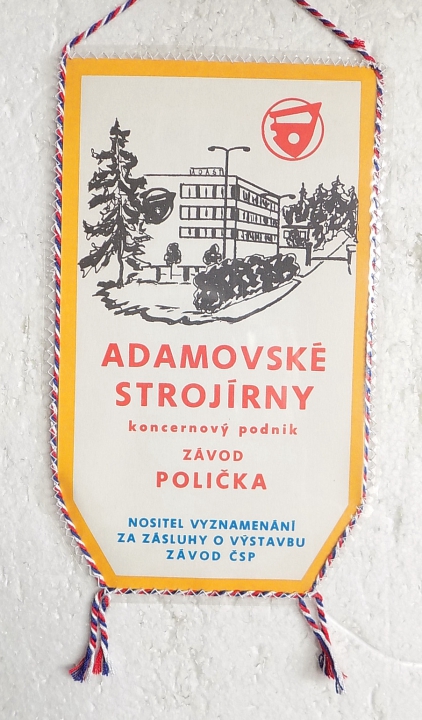 ADAMOVSKÉ
STROJÍRNY
koncernový podnik
ZÁVOD
POLIČKA
NOSITEL VYZNAMENÁNÍ
ZA ZÁSLUHY O VÝSTAVBU
ZÁVOD ČSP